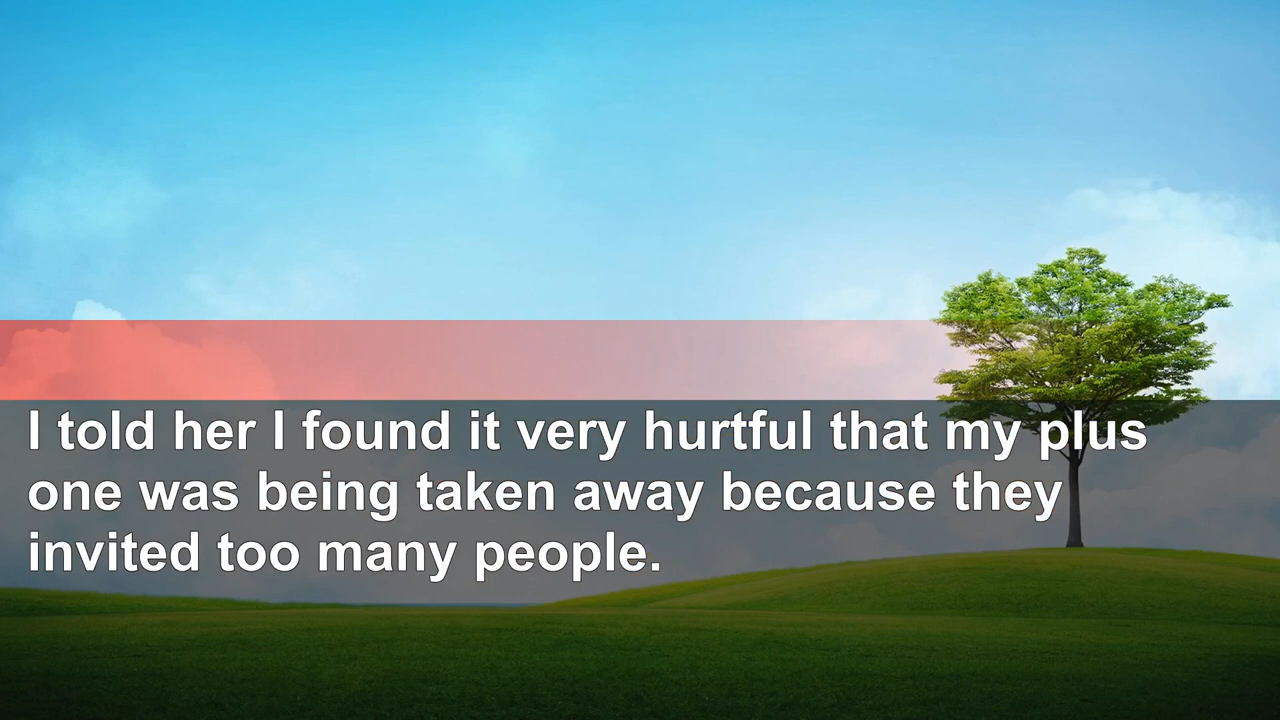 I told her I found it very hurtful that my plus
one was being taken away because they
invited too many people.